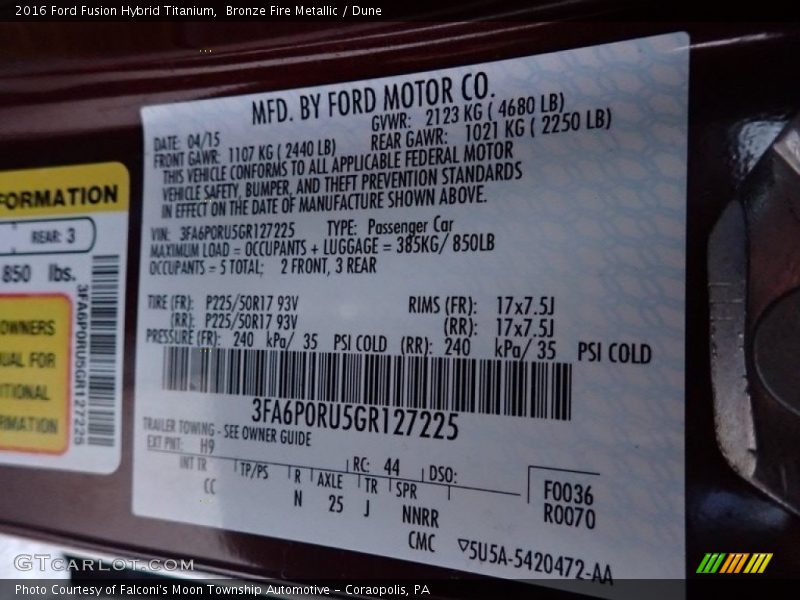 2016 Ford Fusion Hybrid Titanium, Bronze Fire Metallic / Dune
MFD. BY FORD MOTOR CO.
DATE: 04/15 GVWR: 2123 KG ( 4680 LB)
FRONT GAWR: 1107 KG ( 2440 LB) REAR GAWR: 1021 KG ( 2250 LB)
THIS VEHICLE CONFORMS TO ALL APPLICABLE FEDERAL MOTOR
VEHICLE SAFETY, BUMPER, AND THEFT PREVENTION STANDARDS
IN EFFECT ON THE DATE OF MANUFACTURE SHOWN ABOVE.
VIN: 3FA6P0RU5GR127225 TYPE: Passenger Car
MAXIMUM LOAD = OCCUPANTS + LUGGAGE = 385KG/ 850LB
OCCUPANTS = 5 TOTAL; 2 FRONT, 3 REAR
TIRE (FR): P225/50R17 93V RIMS (FR): 17x7.5J
(RR): P225/50R17 93V (RR): 17x7.5J
PRESSURE (FR): 240 kPa/ 35 PSI COLD (RR): 240 kPa/ 35 PSI COLD
3FA6P0RU5GR127225
TRAILER TOWING - SEE OWNER GUIDE
EXT PNT: H9 RC: 44 DSO:
INT TR TP/PS R AXLE TR SPR
CC N 25 J NNRR
F0036
R0070
CMC ▽5U5A-5420472-AA
FORMATION
REAR: 3
850 lbs.
3FA6P0RU5GR127225
OWNERS
UAL FOR
ITIONAL
RMATION
GTCARLOT.COM
Photo Courtesy of Falconi's Moon Township Automotive - Coraopolis, PA